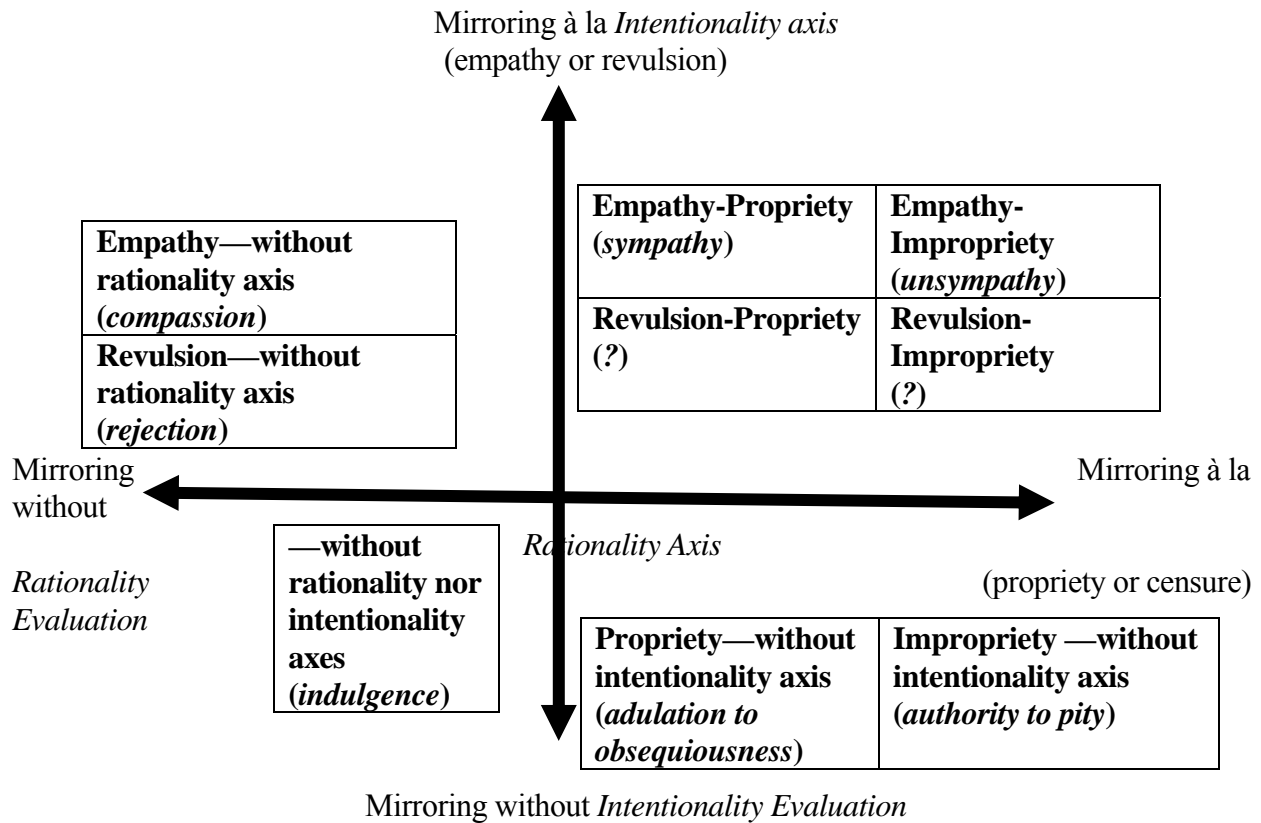 Mirroring à la Intentionality axis
(empathy or revulsion)
Empathy-Propriety
(sympathy)
Empathy-
Impropriety
(unsympathy)
Revulsion-Propriety
(?)
Revulsion-
Impropriety
(?)
Empathy—without
rationality axis
(compassion)
Revulsion—without
rationality axis
(rejection)
Mirroring
without
Rationality
Evaluation
Mirroring à la
Rationality Axis
(propriety or censure)
—without
rationality nor
intentionality
axes
(indulgence)
Propriety—without
intentionality axis
(adulation to
obsequiousness)
Impropriety —without
intentionality axis
(authority to pity)
Mirroring without Intentionality Evaluation